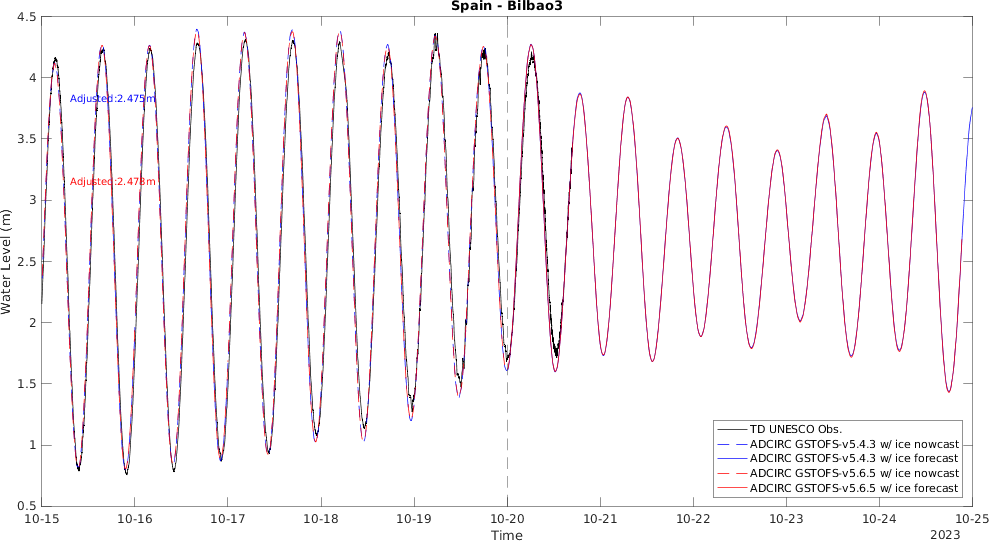 Spain - Bilbao3
4.5
4
3.5
3
2.5
2
1.5
1
0.5
Water Level (m)
Adjusted:2.475m
Adjusted:2.473m
TD UNESCO Obs.
ADCIRC GSTOFS-v5.4.3 w/ ice nowcast
ADCIRC GSTOFS-v5.4.3 w/ ice forecast
ADCIRC GSTOFS-v5.6.5 w/ ice nowcast
ADCIRC GSTOFS-v5.6.5 w/ ice forecast
10-15 10-16 10-17 10-18 10-19 10-20 10-21 10-22 10-23 10-24 10-25
Time
2023